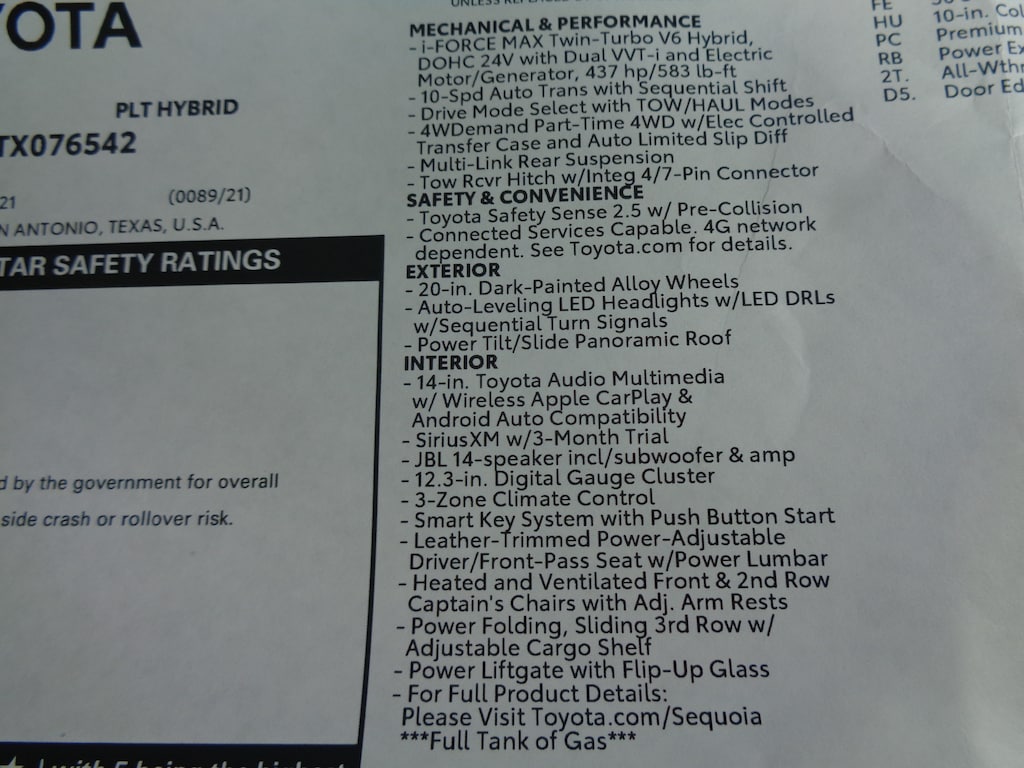 OTA
PLT HYBRID
TX076542
21 (0089/21)
N ANTONIO, TEXAS, U.S.A.
TAR SAFETY RATINGS
d by the government for overall
side crash or rollover risk.
MECHANICAL & PERFORMANCE
- i-FORCE MAX Twin-Turbo V6 Hybrid,
DOHC 24V with Dual VVT-i and Electric
Motor/Generator, 437 hp/583 lb-ft
- 10-Spd Auto Trans with Sequential Shift
- Drive Mode Select with TOW/HAUL Modes
- 4WDemand Part-Time 4WD w/Elec Controlled
Transfer Case and Auto Limited Slip Diff
- Multi-Link Rear Suspension
- Tow Rcvr Hitch w/Integ 4/7-Pin Connector
SAFETY & CONVENIENCE
- Toyota Safety Sense 2.5 w/ Pre-Collision
- Connected Services Capable. 4G network
dependent. See Toyota.com for details.
EXTERIOR
- 20-in. Dark-Painted Alloy Wheels
- Auto-Leveling LED Headlights w/LED DRLs
w/Sequential Turn Signals
- Power Tilt/Slide Panoramic Roof
INTERIOR
- 14-in. Toyota Audio Multimedia
w/ Wireless Apple CarPlay &
Android Auto Compatibility
- SiriusXM w/3-Month Trial
- JBL 14-speaker incl/subwoofer & amp
- 12.3-in. Digital Gauge Cluster
- 3-Zone Climate Control
- Smart Key System with Push Button Start
- Leather-Trimmed Power-Adjustable
Driver/Front-Pass Seat w/Power Lumbar
- Heated and Ventilated Front & 2nd Row
Captain's Chairs with Adj. Arm Rests
- Power Folding, Sliding 3rd Row w/
Adjustable Cargo Shelf
- Power Liftgate with Flip-Up Glass
- For Full Product Details:
Please Visit Toyota.com/Sequoia
***Full Tank of Gas***
FE
HU 10-in. Col
PC Premium
RB Power Ex
2T. All-Wthr
D5. Door Ed